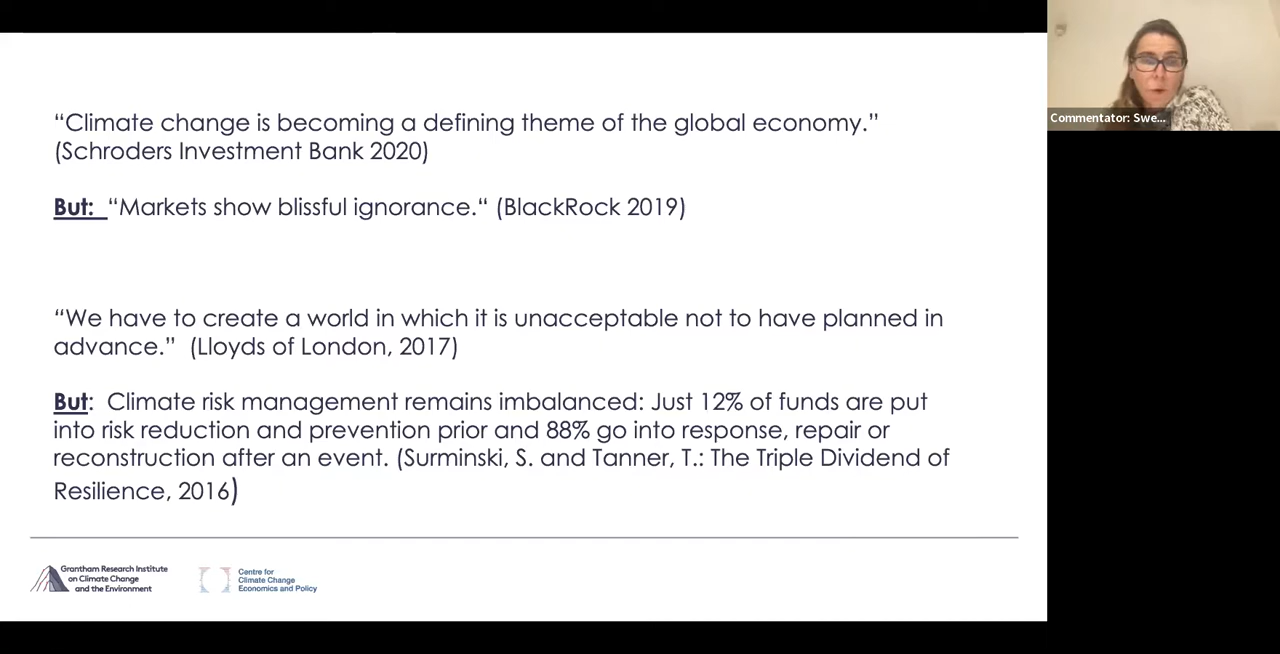 “Climate change is becoming a defining theme of the global economy.”
(Schroders Investment Bank 2020)
But: “Markets show blissful ignorance.“ (BlackRock 2019)
“We have to create a world in which it is unacceptable not to have planned in
advance.” (Lloyds of London, 2017)
But: Climate risk management remains imbalanced: Just 12% of funds are put
into risk reduction and prevention prior and 88% go into response, repair or
reconstruction after an event. (Surminski, S. and Tanner, T.: The Triple Dividend of
Resilience, 2016)
Grantham Research Institute
on Climate Change
and the Environment
Centre for
Climate Change
Economics and Policy
Commentator: Swe...